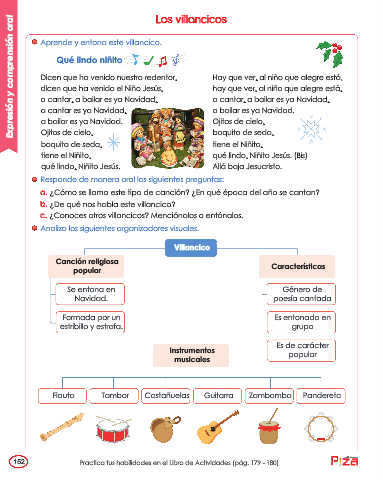 Los villancicos
Expresión y comprensión oral
Aprende y entona este villancico.
Qué lindo niñito
Dicen que ha venido nuestro redentor,
dicen que ha venido el Niño Jesús,
a cantar, a bailar es ya Navidad,
a cantar es ya Navidad,
a bailar es ya Navidad.
Ojitos de cielo,
boquita de seda,
tiene el Niñito,
qué lindo, Niñito Jesús.
Hay que ver, al niño que alegre está,
hay que ver, al niño que alegre está,
a cantar, a bailar es ya Navidad,
a cantar es ya Navidad,
a bailar es ya Navidad.
Ojitos de cielo,
boquita de seda,
tiene el Niñito,
qué lindo, Niñito Jesús. (Bis)
Allá baja Jesucristo.
Responde de manera oral las siguientes preguntas:
a. ¿Cómo se llama este tipo de canción? ¿En qué época del año se cantan?
b. ¿De qué nos habla este villancico?
c. ¿Conoces otros villancicos? Menciónalos o entónalos.
Analiza los siguientes organizadores visuales.
Villancico
Canción religiosa
popular
Características
Se entona en
Navidad.
Género de
poesía cantada
Formada por un
estribillo y estrofa.
Es entonado en
grupo
Es de carácter
popular
Instrumentos
musicales
Flauta
Tambor
Castañuelas
Guitarra
Zambomba
Pandereta
152
Practica tus habilidades en el Libro de Actividades (pág. 179 - 180)